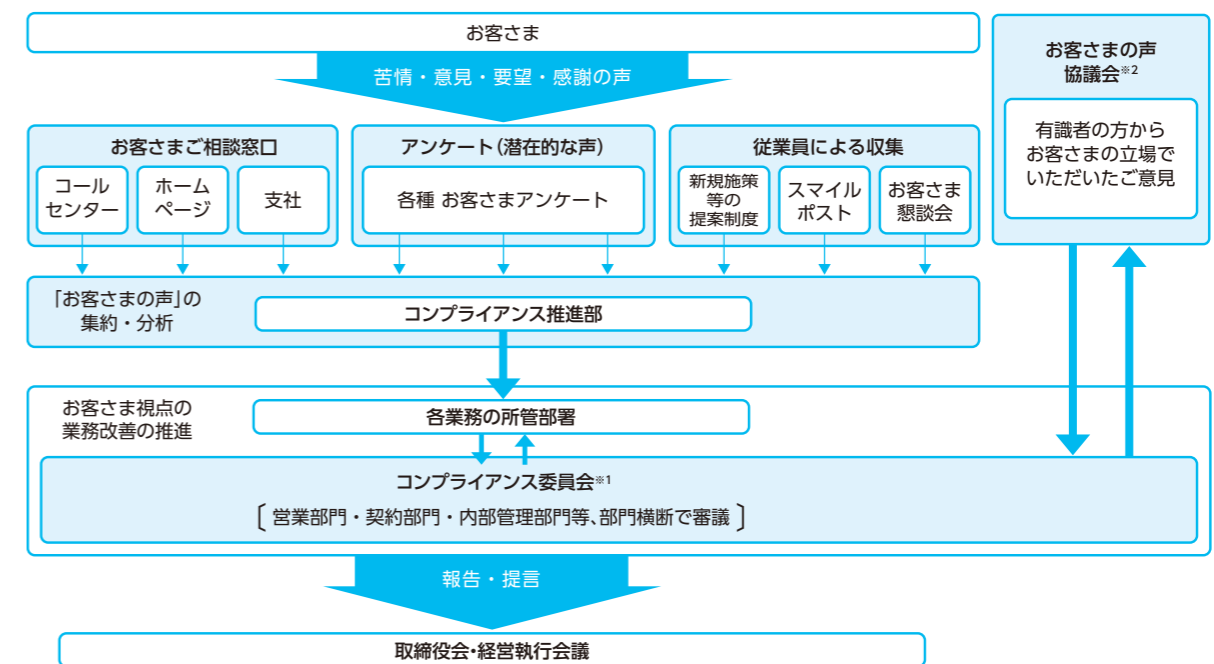 お客さま
苦情・意見・要望・感謝の声
お客さまの声
協議会※2
有識者の方から
お客さまの立場で
いただいたご意見
お客さまご相談窓口
コール
センター
ホーム
ページ
支社
アンケート(潜在的な声)
各種 お客さまアンケート
従業員による収集
新規施策
等の
提案制度
スマイル
ポスト
お客さま
懇談会
「お客さまの声」の
集約・分析
コンプライアンス推進部
お客さま視点の
業務改善の推進
各業務の所管部署
コンプライアンス委員会※1
〔営業部門・契約部門・内部管理部門等、部門横断で審議〕
報告・提言
取締役会・経営執行会議